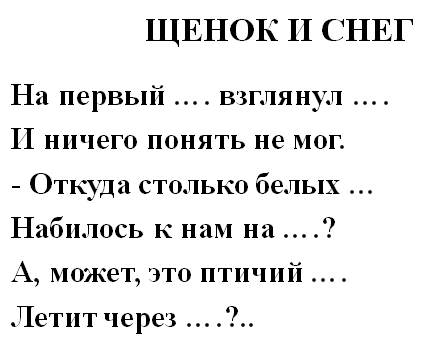 ЩЕНОК И СНЕГ
На первый .... взглянул ....
И ничего понять не мог.
- Откуда столько белых ...
Набилось к нам на ....?
А, может, это птичий ....
Летит через ....?..